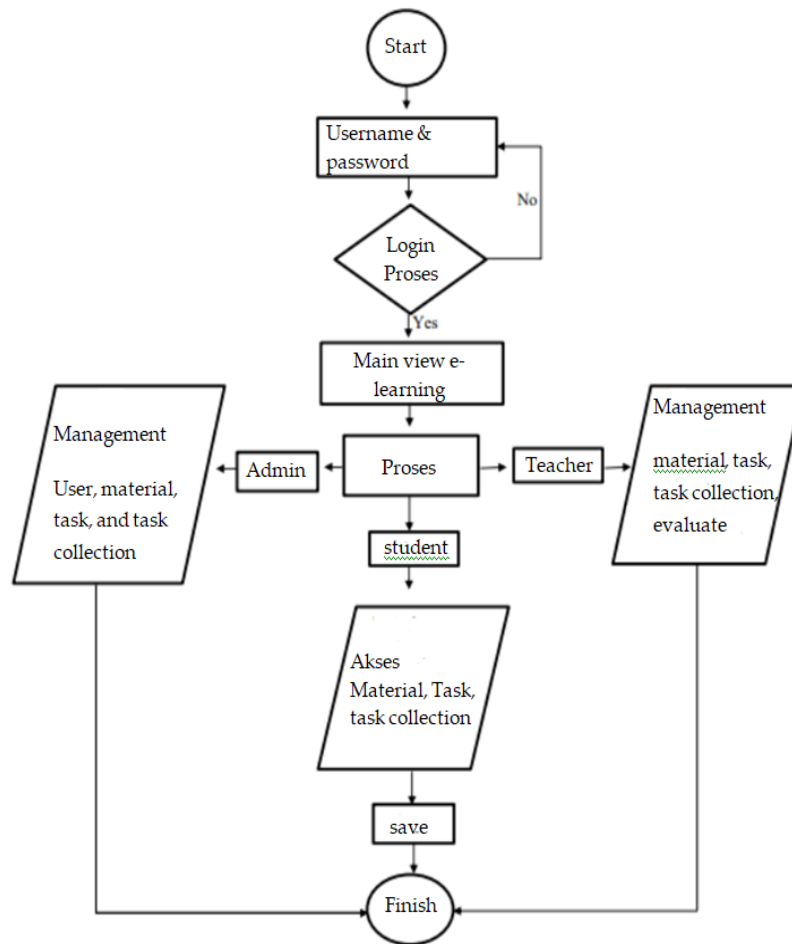 Start
Username &
password
No
Login
Proses
Yes
Main view e-
learning
Management
User, material,
task, and task
collection
Admin
Proses
Teacher
Management
material, task,
task collection,
evaluate
student
Akses
Material, Task,
task collection
save
Finish